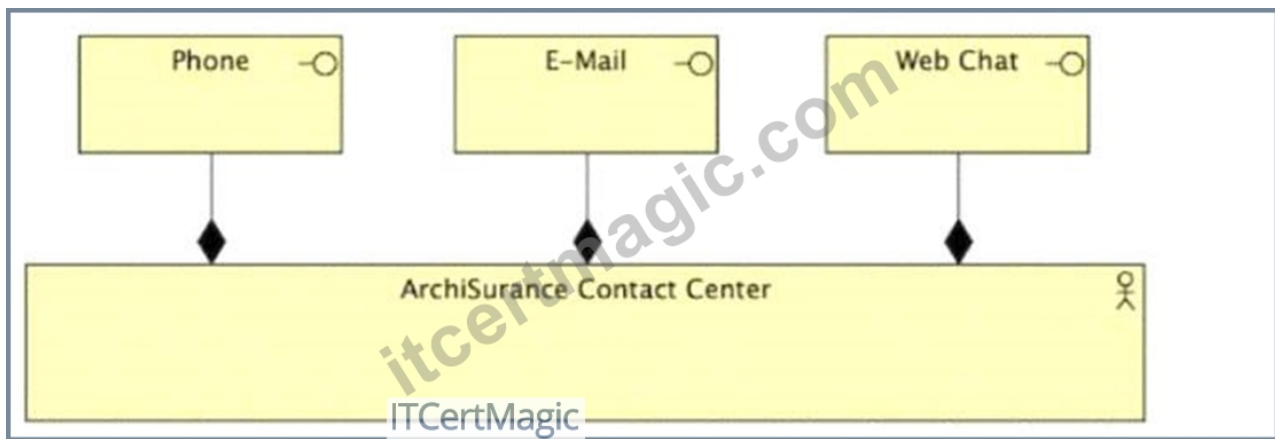 Phone
E-Mail
Web Chat
itcertmagic.com
ArchiSurance Contact Center
ITCertMagic